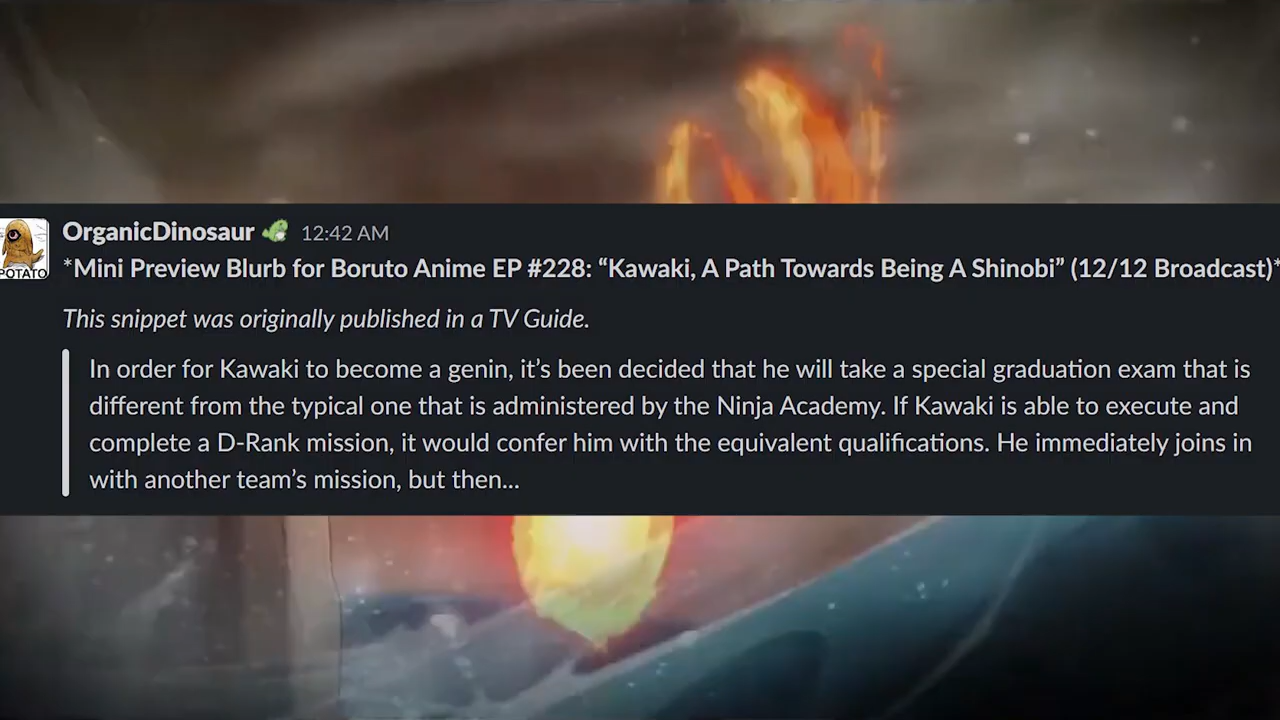 OrganicDinosaur 12:42 AM
*Mini Preview Blurb for Boruto Anime EP #228: “Kawaki, A Path Towards Being A Shinobi” (12/12 Broadcast)*
This snippet was originally published in a TV Guide.
In order for Kawaki to become a genin, it’s been decided that he will take a special graduation exam that is
different from the typical one that is administered by the Ninja Academy. If Kawaki is able to execute and
complete a D-Rank mission, it would confer him with the equivalent qualifications. He immediately joins in
with another team’s mission, but then...
POTATO